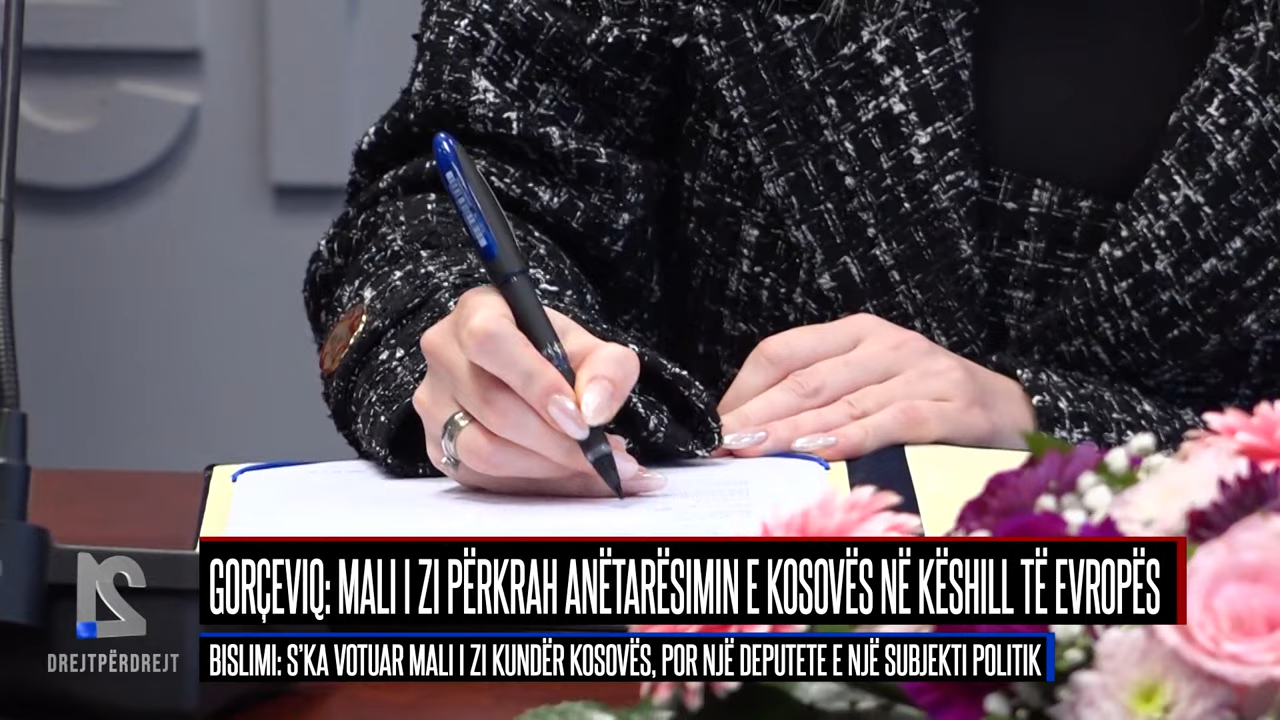 GORÇEVIQ: MALI I ZI PËRKRAH ANËTARËSIMIN E KOSOVËS NË KËSHILL TË EVROPËS
BISLIMI: S'KA VOTUAR MALI I ZI KUNDËR KOSOVËS, POR NJË DEPUTETE E NJË SUBJEKTI POLITIK
DREJTPËRDREJT